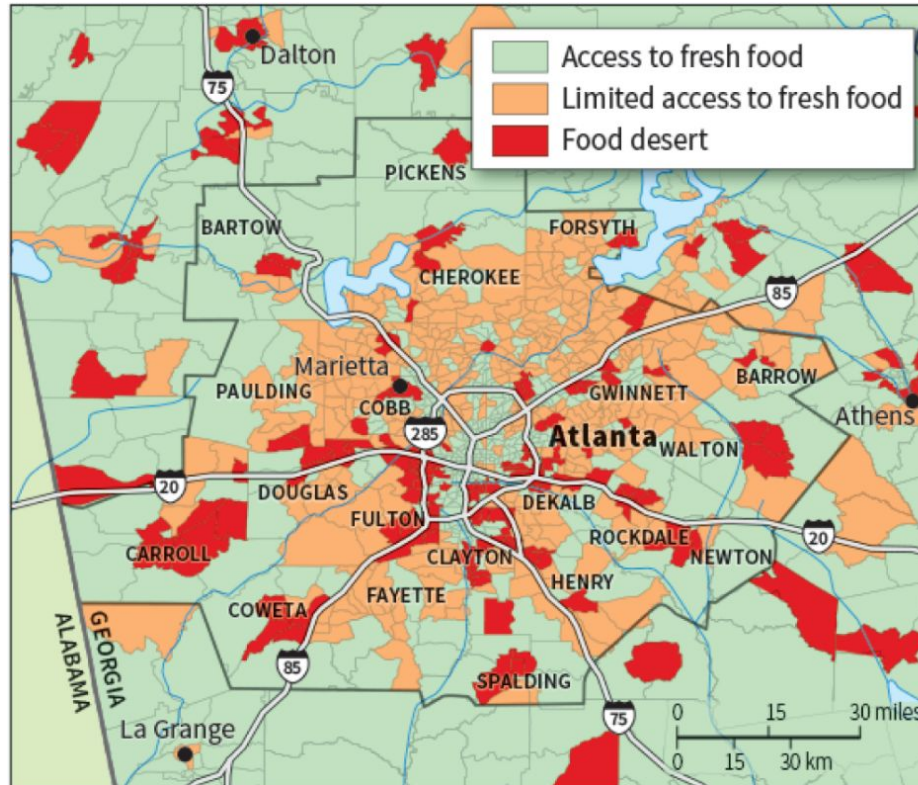 Access to fresh food
Limited access to fresh food
Food desert
Dalton
75
PICKENS
BARTOW
FORSYTH
CHEROKEE
85
Marietta
PAULDING
COBB
GWINNETT
BARROW
Athens
285
Atlanta
WALTON
20
DOUGLAS
DEKALB
FULTON
ROCKDALE
20
CARROLL
CLAYTON
NEWTON
HENRY
FAYETTE
COWETA
GEORGIA
ALABAMA
85
SPALDING
La Grange
75
0 15 30 miles
0 15 30 km